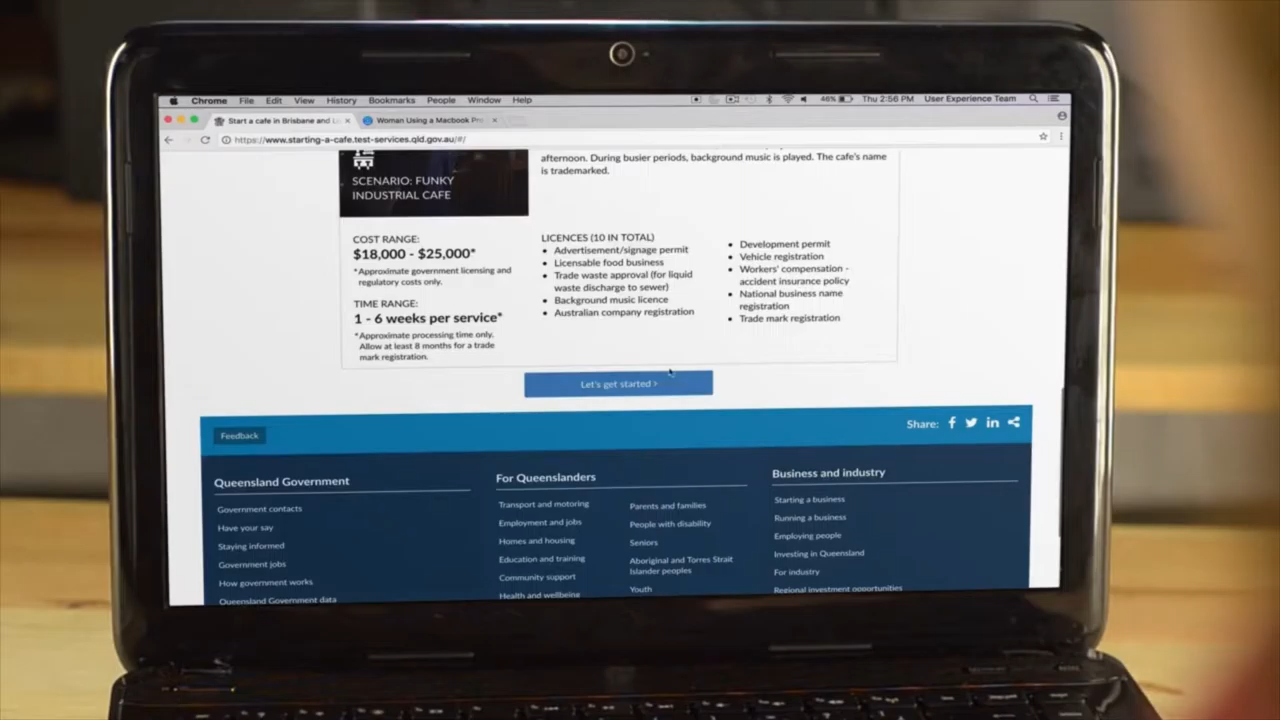 Chrome File Edit View History Bookmarks People Window Help 46% Thu 2:56 PM User Experience Team
Start a cafe in Brisbane and Woman Using a Macbook Pro
https://www.starting-a-cafe.test-services.qld.gov.au/#/
afternoon. During busier periods, background music is played. The cafe's name
is trademarked.
SCENARIO: FUNKY
INDUSTRIAL CAFE
COST RANGE:
$18,000 - $25,000*
*Approximate government licensing and
regulatory costs only.
TIME RANGE:
1 - 6 weeks per service*
*Approximate processing time only.
Allow at least 8 months for a trade
mark registration.
LICENCES (10 IN TOTAL)
• Advertisement/signage permit
• Licensable food business
• Trade waste approval (for liquid
waste discharge to sewer)
• Background music licence
• Australian company registration
• Development permit
• Vehicle registration
• Workers' compensation -
accident insurance policy
• National business name
registration
• Trade mark registration
Let's get started >
Share:
Feedback
Queensland Government
Government contacts
Have your say
Staying informed
Government jobs
How government works
Queensland Government data
For Queenslanders
Transport and motoring
Employment and jobs
Homes and housing
Education and training
Community support
Health and wellbeing
Parents and families
People with disability
Seniors
Aboriginal and Torres Strait
Islander peoples
Youth
Business and industry
Starting a business
Running a business
Employing people
Investing in Queensland
For industry
Regional investment opportunities